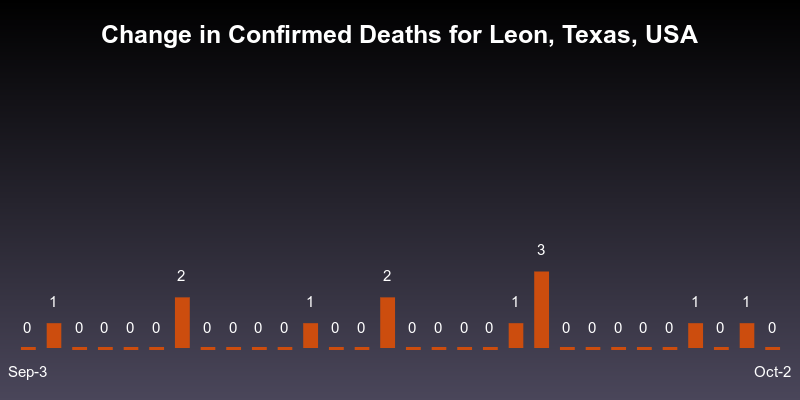 Change in Confirmed Deaths for Leon, Texas, USA
3
2 2
1 1 1 1 1
0 0 0 0 0 0 0 0 0 0 0 0 0 0 0 0 0 0 0 0 0 0
Sep-3 Oct-2